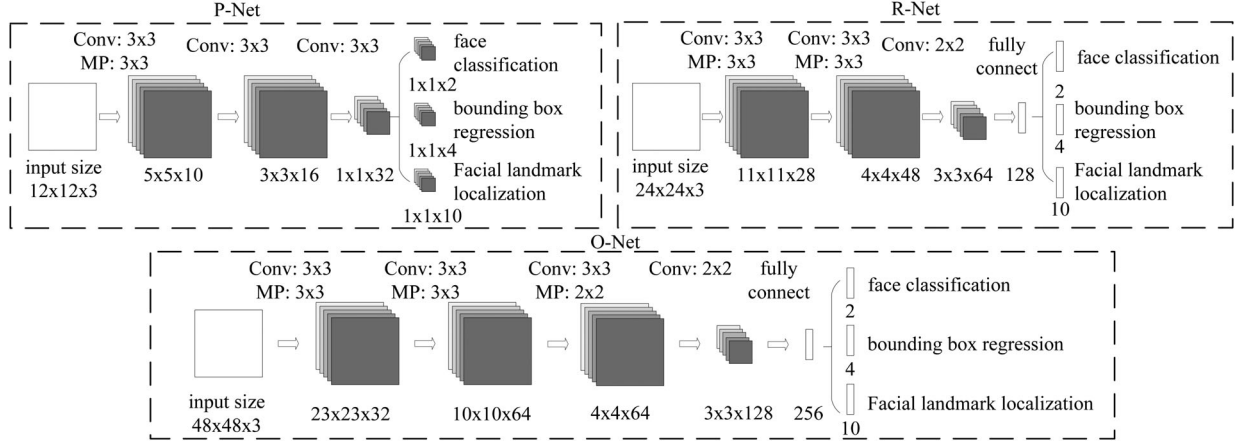 P-Net
Conv: 3x3
MP: 3x3
Conv: 3x3
Conv: 3x3
input size
12x12x3
5x5x10
3x3x16
1x1x32
face
classification
1x1x2
bounding box
regression
1x1x4
Facial landmark
localization
1x1x10
R-Net
Conv: 3x3
MP: 3x3
Conv: 3x3
MP: 3x3
Conv: 2x2
fully
connect
input size
24x24x3
11x11x28
4x4x48
3x3x64
128
face classification
2
bounding box
regression
4
Facial landmark
localization
10
O-Net
Conv: 3x3
MP: 3x3
Conv: 3x3
MP: 3x3
Conv: 3x3
MP: 2x2
Conv: 2x2
fully
connect
input size
48x48x3
23x23x32
10x10x64
4x4x64
3x3x128
256
face classification
2
bounding box regression
4
Facial landmark localization
10